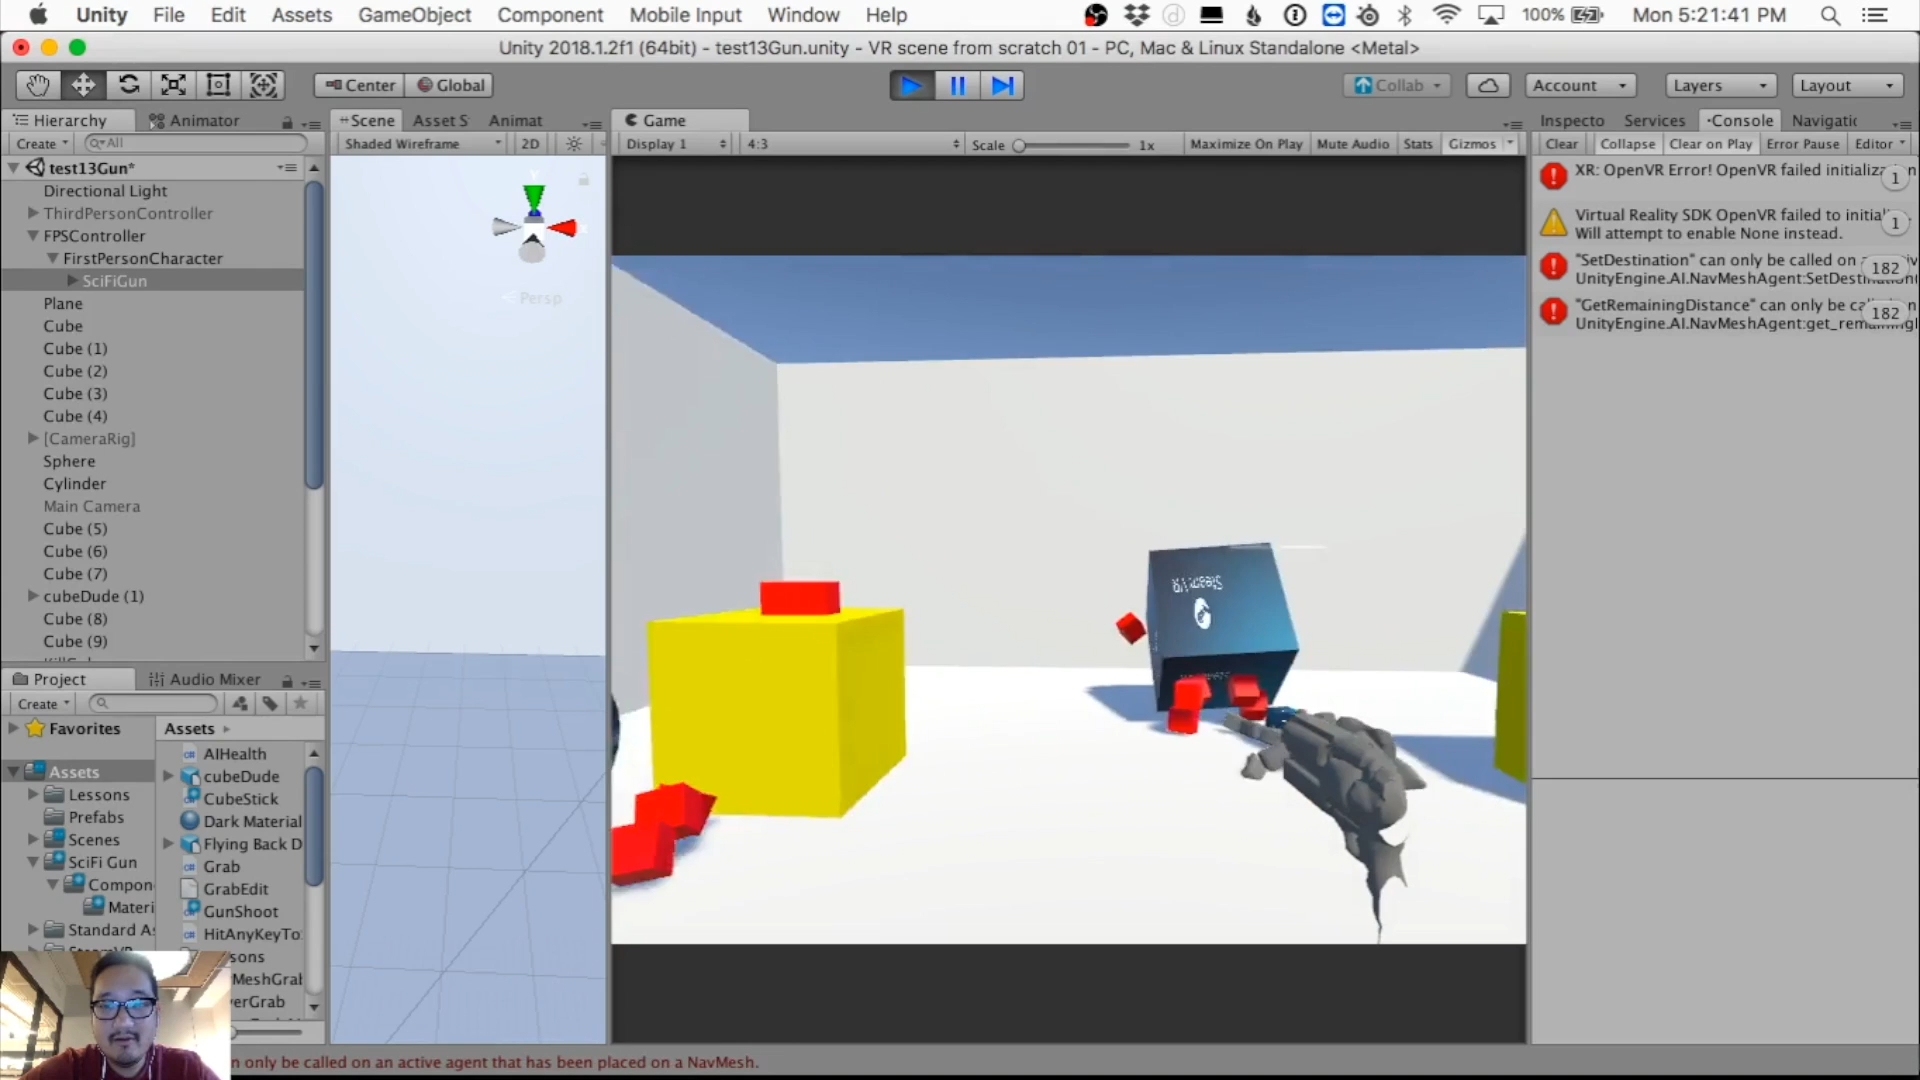 Unity File Edit Assets GameObject Component Mobile Input Window Help 100% Mon 5:21:41 PM
Unity 2018.1.2f1 (64bit) - test13Gun.unity - VR scene from scratch 01 - PC, Mac & Linux Standalone <Metal>
Center Global Collab Account Layers Layout
Hierarchy Animator Scene Asset S Animat Game Inspecto Services Console Navigatic
Create All Shaded Wireframe 2D Display 1 4:3 Scale 1x Maximize On Play Mute Audio Stats Gizmos Clear Collapse Clear on Play Error Pause Editor
test13Gun*
Directional Light
ThirdPersonController
FPSController
FirstPersonCharacter
SciFiGun
Plane
Cube
Cube (1)
Cube (2)
Cube (3)
Cube (4)
[CameraRig]
Sphere
Cylinder
Main Camera
Cube (5)
Cube (6)
Cube (7)
cubeDude (1)
Cube (8)
Cube (9)
Persp
SteamVR
XR: OpenVR Error! OpenVR failed initializa 1
Virtual Reality SDK OpenVR failed to initial
Will attempt to enable None instead. 1
"SetDestination" can only be called on
UnityEngine.AI.NavMeshAgent:SetDestination 182
"GetRemainingDistance" can only be ca
UnityEngine.AI.NavMeshAgent:get_remaining 182
Project Audio Mixer
Create
Favorites
Assets
Lessons
Prefabs
Scenes
SciFi Gun
Compon
Materi
Standard As
Assets
AIHealth
cubeDude
CubeStick
Dark Material
Flying Back D
Grab
GrabEdit
GunShoot
HitAnyKeyTo
sons
MeshGrab
verGrab
n only be called on an active agent that has been placed on a NavMesh.